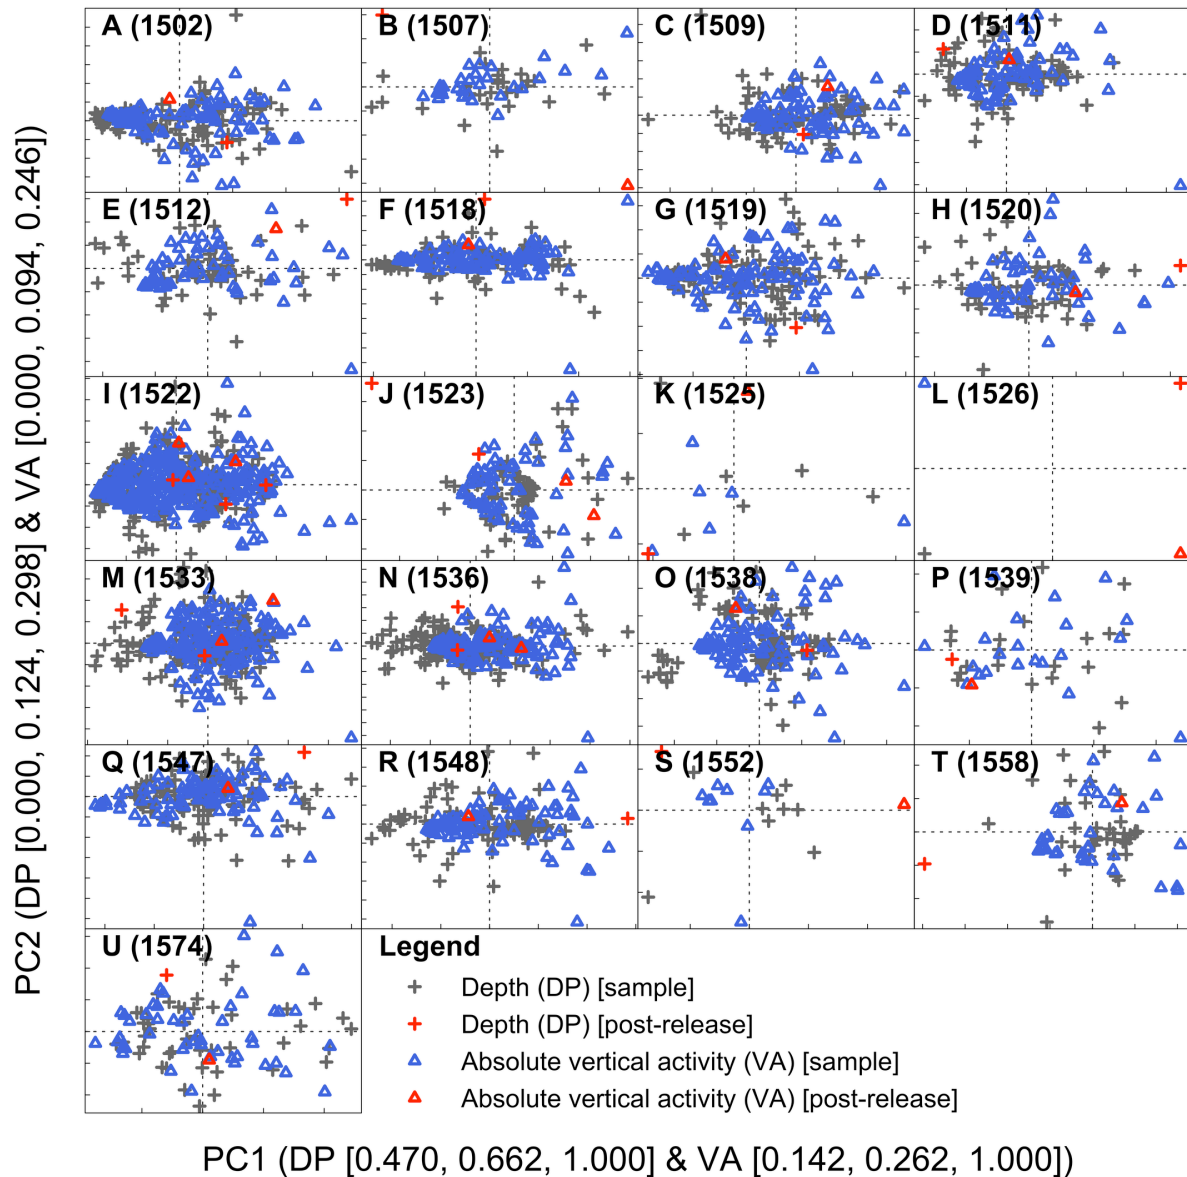 A (1502)
B (1507)
C (1509)
D (1511)
E (1512)
F (1518)
G (1519)
H (1520)
I (1522)
J (1523)
K (1525)
L (1526)
M (1533)
N (1536)
O (1538)
P (1539)
Q (1547)
R (1548)
S (1552)
T (1558)
U (1574)
Legend
Depth (DP) [sample]
Depth (DP) [post-release]
Absolute vertical activity (VA) [sample]
Absolute vertical activity (VA) [post-release]
PC2 (DP [0.000, 0.124, 0.298] & VA [0.000, 0.094, 0.246])
PC1 (DP [0.470, 0.662, 1.000] & VA [0.142, 0.262, 1.000])